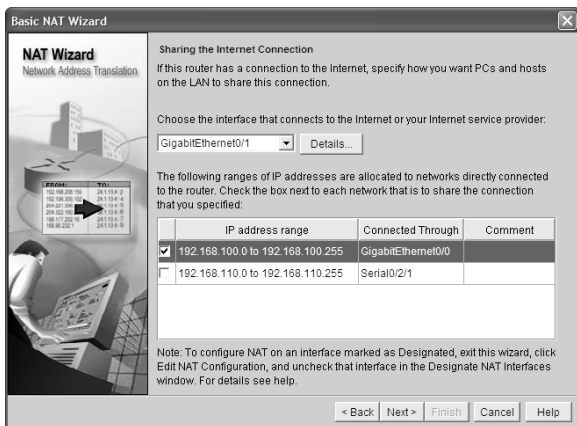 Basic NAT Wizard
NAT Wizard
Network Address Translation
FROM: TO:
Sharing the Internet Connection
If this router has a connection to the Internet, specify how you want PCs and hosts
on the LAN to share this connection.
Choose the interface that connects to the Internet or your Internet service provider:
GigabitEthernet0/1 Details...
The following ranges of IP addresses are allocated to networks directly connected
to the router. Check the box next to each network that is to share the connection
that you specified:
IP address range Connected Through Comment
192.168.100.0 to 192.168.100.255 GigabitEthernet0/0
192.168.110.0 to 192.168.110.255 Serial0/2/1
Note: To configure NAT on an interface marked as Designated, exit this wizard, click
Edit NAT Configuration, and uncheck that interface in the Designate NAT Interfaces
window. For details see help.
< Back Next > Finish Cancel Help